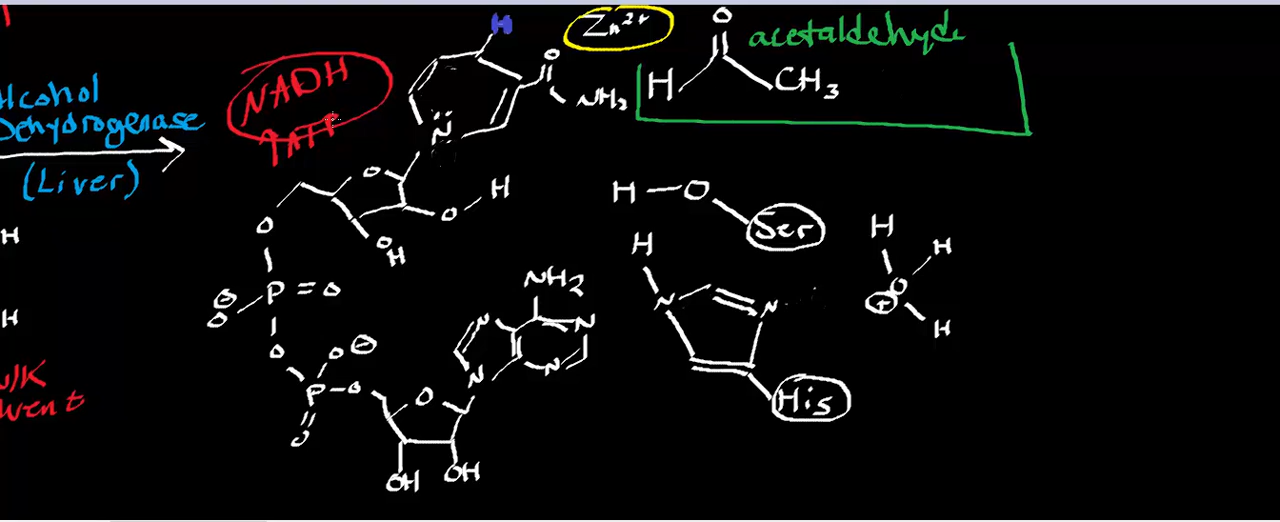 H
Zn2+
O
acetaldehyde
O
H
CH3
NADH
NH2
Alcohol
Dehydrogenase
N
(Liver)
O
H
H
O
H-O
Ser
O
O
H
H
H
H
H
⊖
O
P=O
NH2
N
N
O
⊕
H
H
O
O⊖
N
N
N
N
P-O
O
His
O
OH
OH